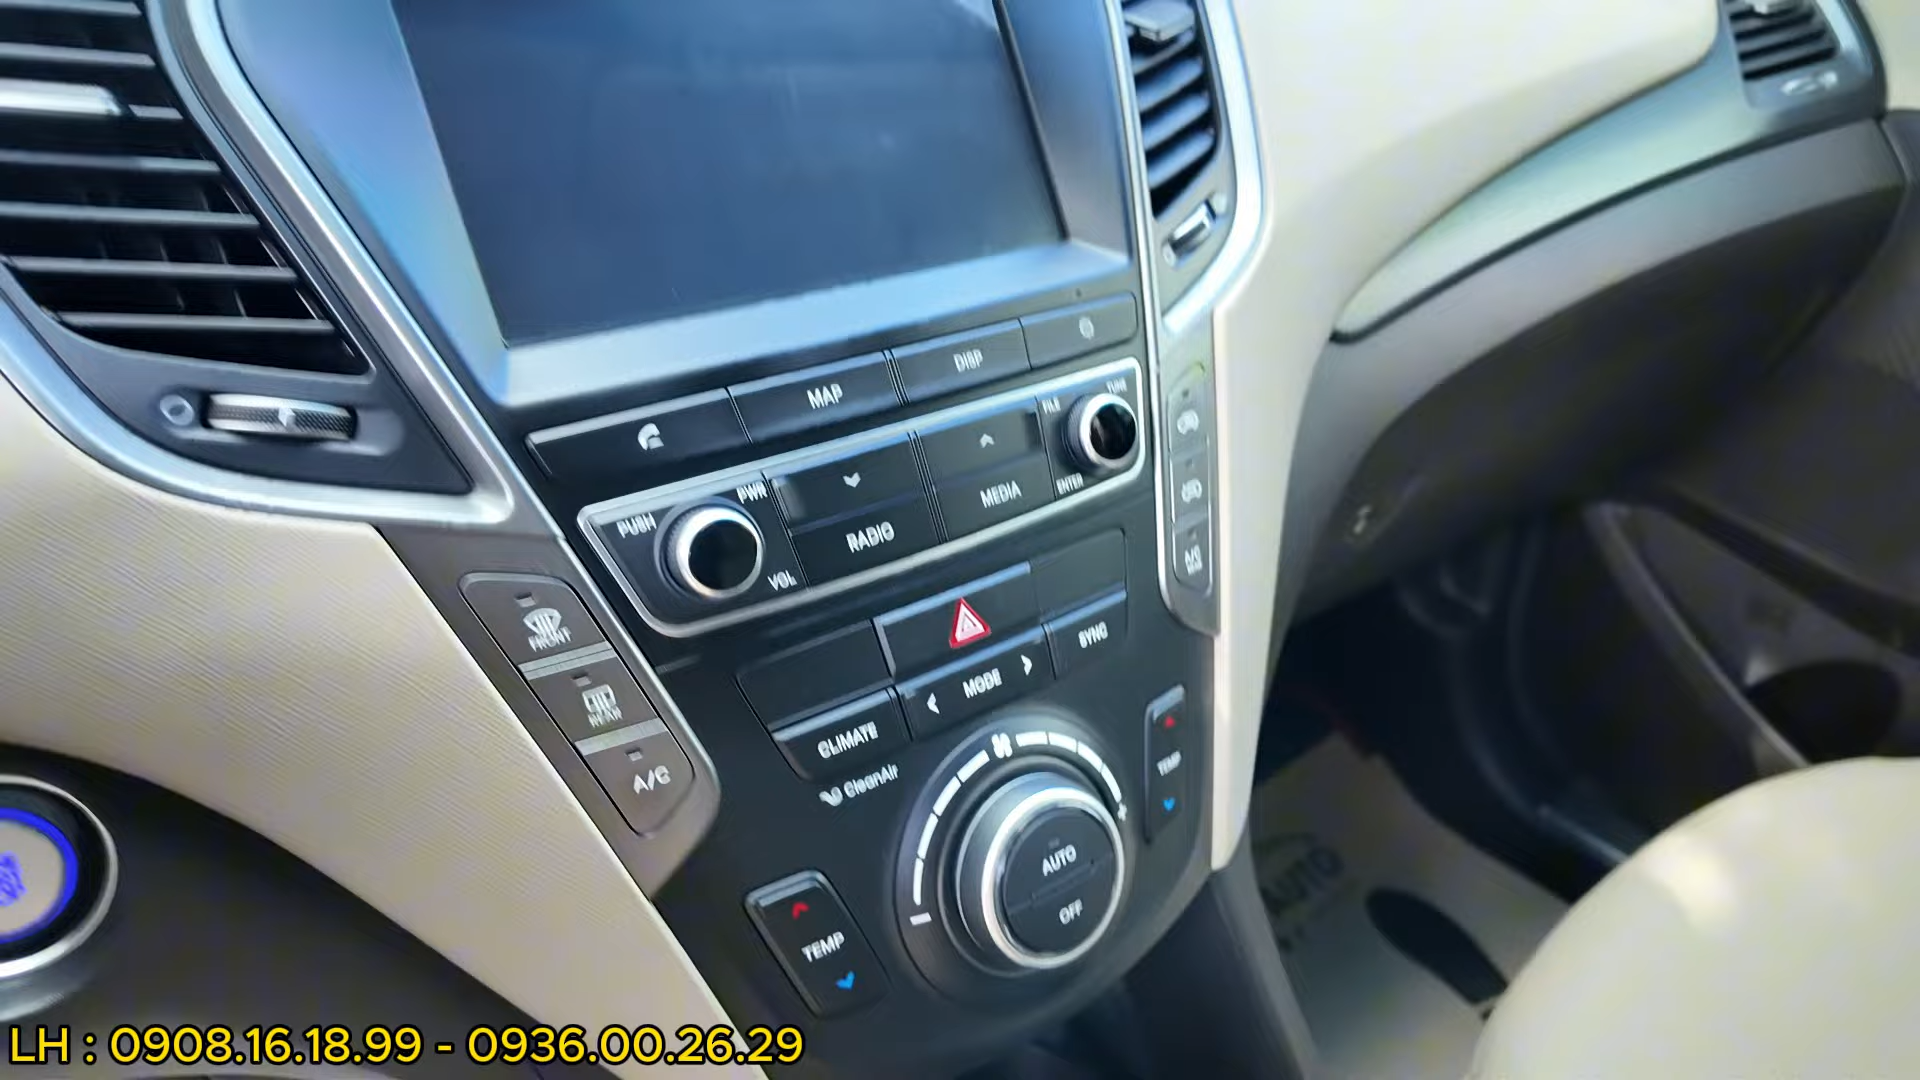 MAP
DISP
TUNE
FILE
PWR
PUSH
MEDIA
ENTER
RADIO
VOL
A/C
FRONT
SYNC
MODE
REAR
CLIMATE
TEMP
A/C
CleanAir
AUTO
AUTO
OFF
TEMP
LH : 0908.16.18.99 - 0936.00.26.29